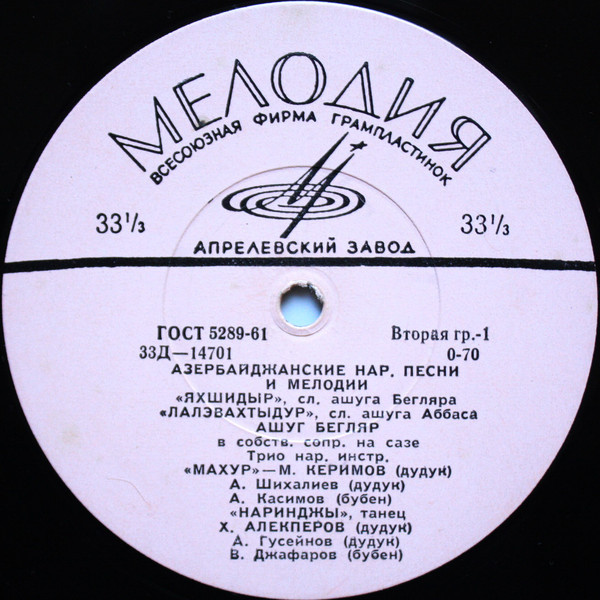 МЕЛОДИЯ
ВСЕСОЮЗНАЯ ФИРМА ГРАМПЛАСТИНОК
33⅓ 33⅓
АПРЕЛЕВСКИЙ ЗАВОД
ГОСТ 5289-61 Вторая гр.-1
33Д—14701 0-70
АЗЕРБАЙДЖАНСКИЕ НАР. ПЕСНИ
И МЕЛОДИИ
«ЯХШИДЫР», сл. ашуга Бегляра
«ЛАЛЭВАХТЫДУР», сл. ашуга Аббаса
АШУГ БЕГЛЯР
в собств. сопр. на сазе
Трио нар. инстр.
«МАХУР» — М. КЕРИМОВ (дудук)
А. Шихалиев (дудук)
А. Касимов (бубен)
«НАРИНДЖЫ», танец
Х. АЛЕКПЕРОВ (дудук)
А. Гусейнов (дудук)
В. Джафаров (бубен)